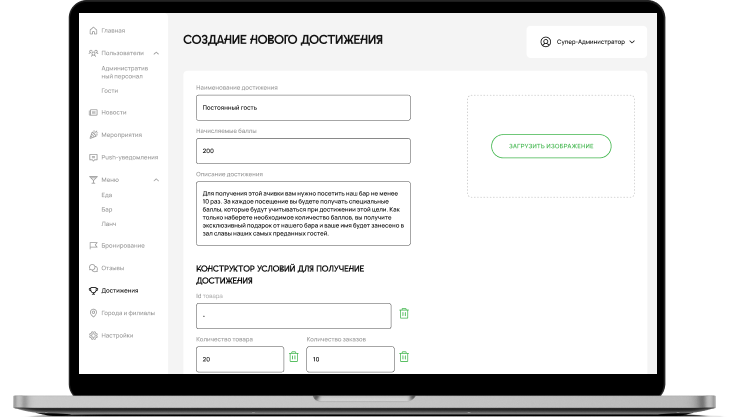 Главная
Пользователи
Административ
ный персонал
Гости
Новости
Мероприятия
Push-уведомления
Меню
Еда
Бар
Ланч
Бронирование
Отзывы
Достижения
Города и филиалы
Настройки
СОЗДАНИЕ НОВОГО ДОСТИЖЕНИЯ
Супер-Администратор
Наименование достижения
Постоянный гость
Начисляемые баллы
200
Описание достижения
Для получения этой ачивки вам нужно посетить наш бар не менее
10 раз. За каждое посещение вы будете получать специальные
баллы, которые будут учитываться при достижении этой цели. Как
только наберете необходимое количество баллов, вы получите
эксклюзивный подарок от нашего бара и ваше имя будет занесено в
зал славы наших самых преданных гостей.
ЗАГРУЗИТЬ ИЗОБРАЖЕНИЕ
КОНСТРУКТОР УСЛОВИЙ ДЛЯ ПОЛУЧЕНИЕ
ДОСТИЖЕНИЯ
Id товара
-
Количество товара Количество заказов
20 10